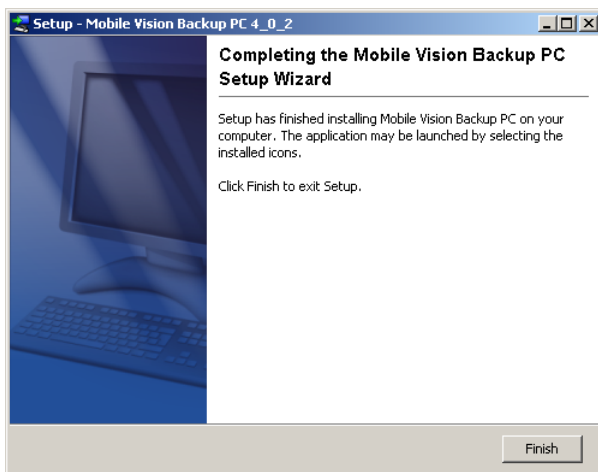 Setup - Mobile Vision Backup PC 4_0_2
Completing the Mobile Vision Backup PC
Setup Wizard
Setup has finished installing Mobile Vision Backup PC on your
computer. The application may be launched by selecting the
installed icons.
Click Finish to exit Setup.
Finish